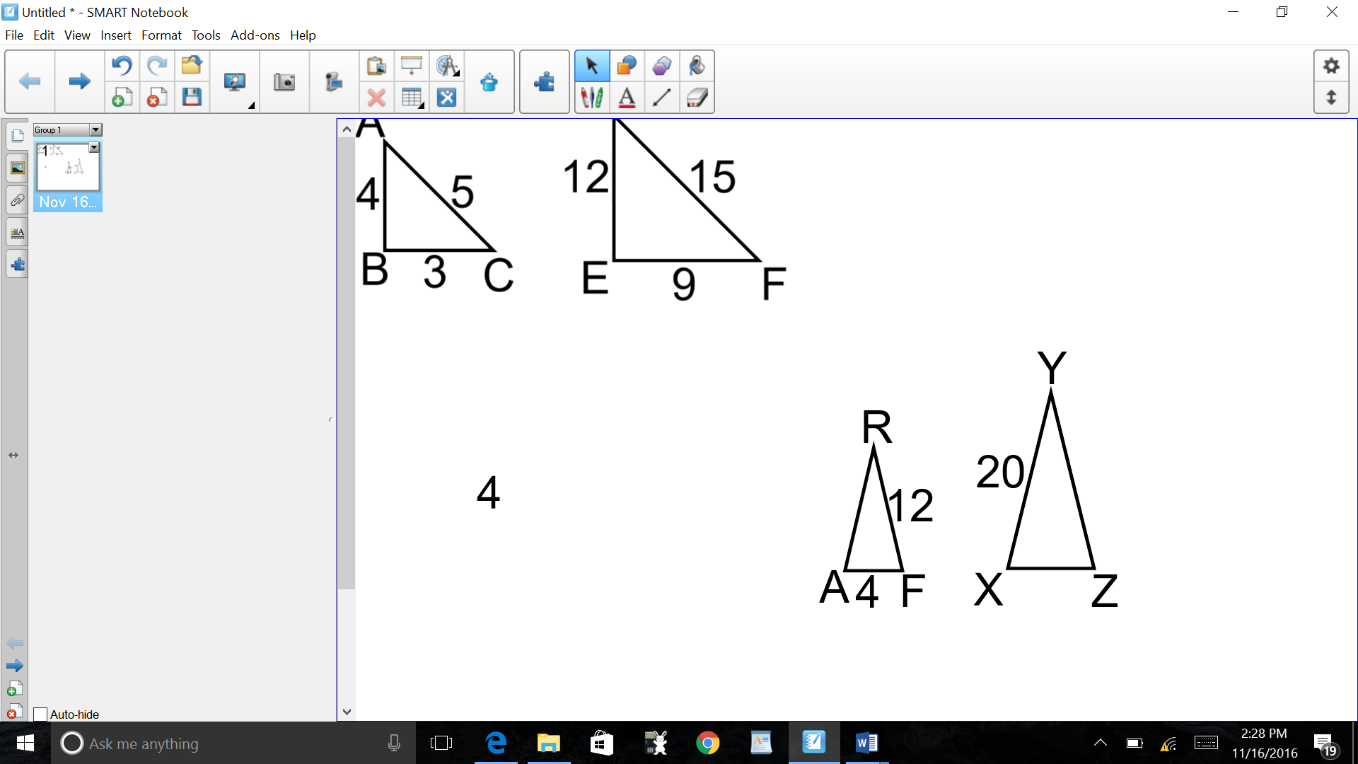 Untitled * - SMART Notebook
File Edit View Insert Format Tools Add-ons Help
Group 1
1
Nov 16...
A
4
5
B
3
C
12
15
E
9
F
4
R
12
A
4
F
Y
20
X
Z
Auto-hide
Ask me anything
2:28 PM
11/16/2016
19